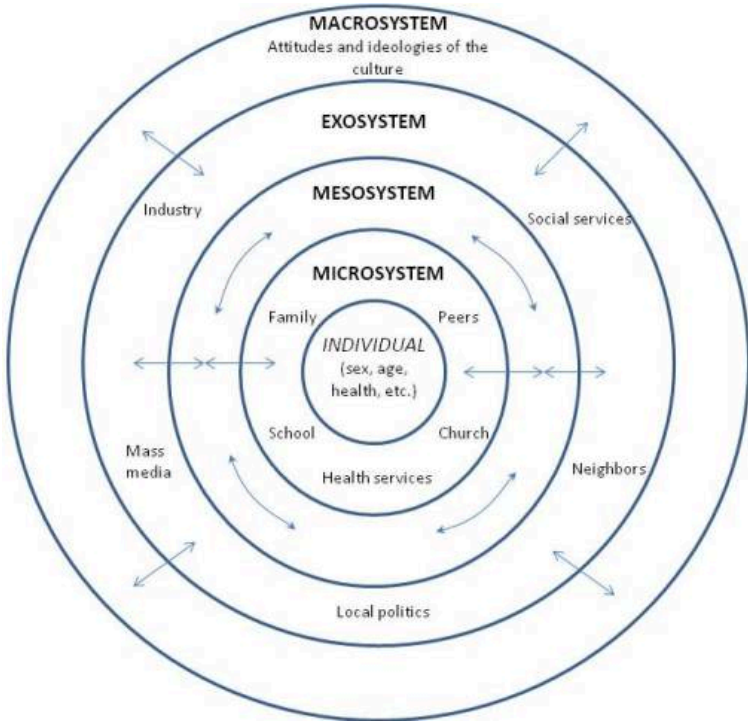 MACROSYSTEM
Attitudes and ideologies of the
culture
EXOSYSTEM
MESOSYSTEM
Industry
Social services
MICROSYSTEM
Family
Peers
INDIVIDUAL
(sex, age,
health, etc.)
School
Church
Mass
media
Health services
Neighbors
Local politics